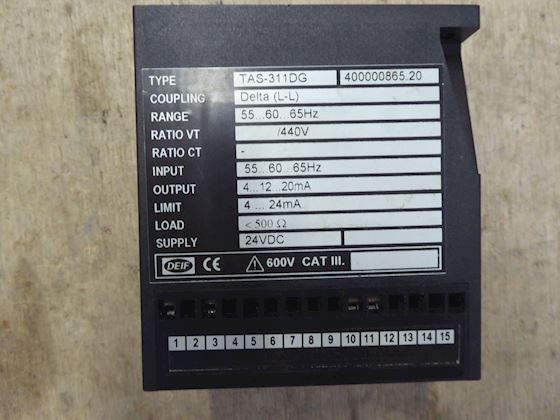 TYPE TAS-311DG 400000865.20
COUPLING Delta (L-L)
RANGE 55...60...65Hz
RATIO VT /440V
RATIO CT -
INPUT 55...60...65Hz
OUTPUT 4...12...20mA
LIMIT 4 ... 24mA
LOAD < 500 Ω
SUPPLY 24VDC
DEIF CE 600V CAT III.
1 2 3 4 5 6 7 8 9 10 11 12 13 14 15